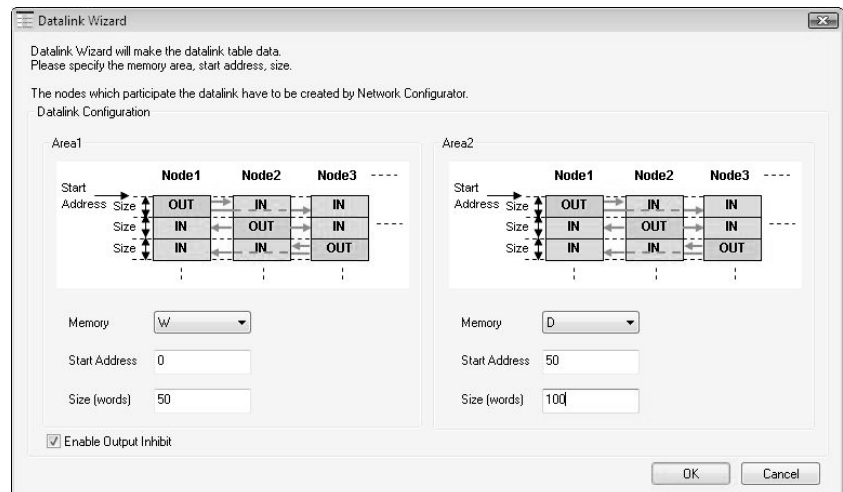 Datalink Wizard
Datalink Wizard will make the datalink table data.
Please specify the memory area, start address, size.
The nodes which participate the datalink have to be created by Network Configurator.
Datalink Configuration
Area1
Node1 Node2 Node3
Start
Address Size OUT IN IN
Size IN OUT IN
Size IN IN OUT
Memory W
Start Address 0
Size (words) 50
Area2
Node1 Node2 Node3
Start
Address Size OUT IN IN
Size IN OUT IN
Size IN IN OUT
Memory D
Start Address 50
Size (words) 100
Enable Output Inhibit
OK Cancel